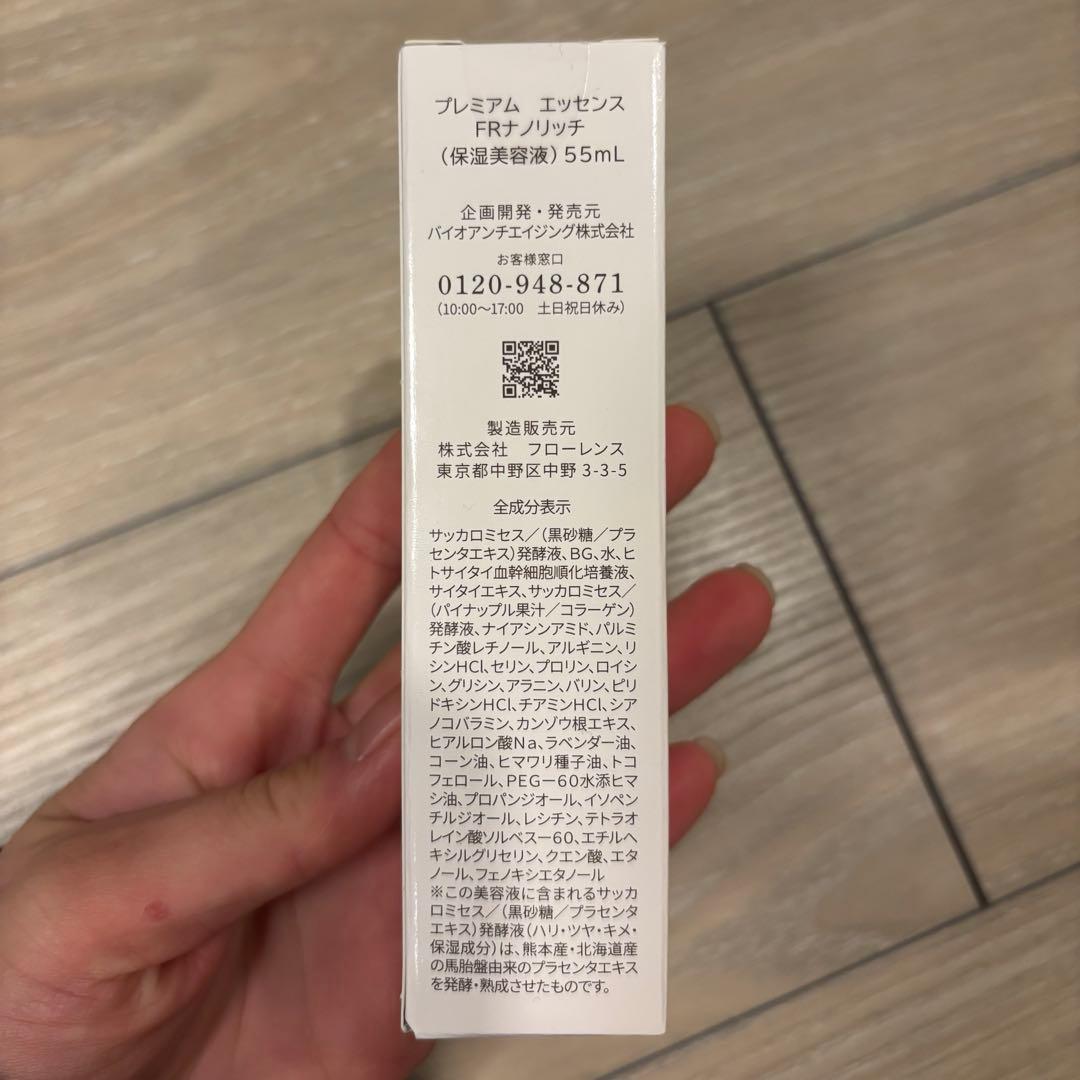 プレミアム　エッセンス
FRナノリッチ
（保湿美容液）55mL
企画開発・発売元
バイオアンチエイジング株式会社
お客様窓口
0120-948-871
（10:00～17:00　土日祝日休み）
製造販売元
株式会社　フローレンス
東京都中野区中野 3-3-5
全成分表示
サッカロミセス／（黒砂糖／プラ
センタエキス）発酵液、BG、水、ヒ
トサイタイ血幹細胞順化培養液、
サイタイエキス、サッカロミセス／
（パイナップル果汁／コラーゲン）
発酵液、ナイアシンアミド、パルミ
チン酸レチノール、アルギニン、リ
シンHCl、セリン、プロリン、ロイシ
ン、グリシン、アラニン、バリン、ピリ
ドキシンHCl、チアミンHCl、シア
ノコバラミン、カンゾウ根エキス、
ヒアルロン酸Na、ラベンダー油、
コーン油、ヒマワリ種子油、トコ
フェロール、PEG－60水添ヒマ
シ油、プロパンジオール、イソペン
チルジオール、レシチン、テトラオ
レイン酸ソルベス－60、エチルヘ
キシルグリセリン、クエン酸、エタ
ノール、フェノキシエタノール
※この美容液に含まれるサッカ
ロミセス／（黒砂糖／プラセンタ
エキス）発酵液（ハリ・ツヤ・キメ・
保湿成分）は、熊本産・北海道産
の馬胎盤由来のプラセンタエキス
を発酵・熟成させたものです。